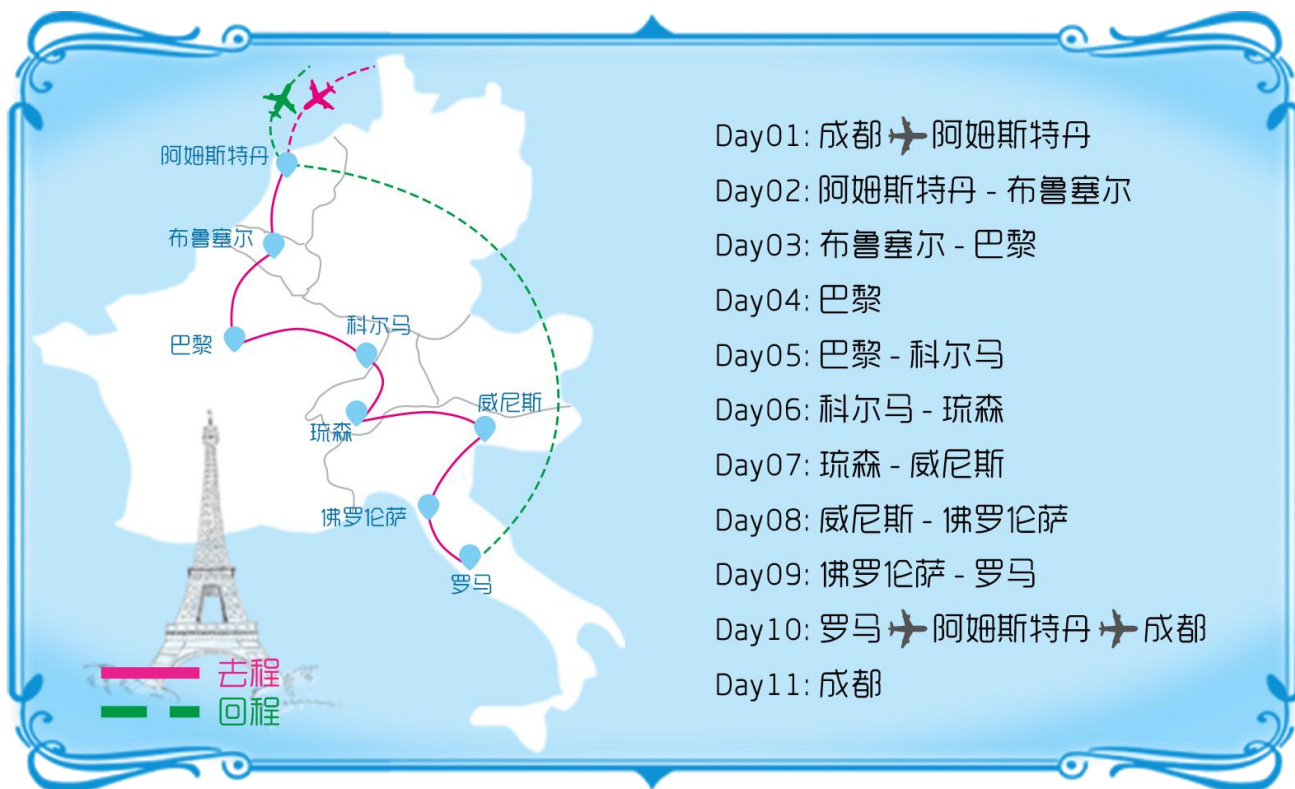 阿姆斯特丹
布鲁塞尔
巴黎
科尔马
琉森
威尼斯
佛罗伦萨
罗马
去程
回程
Day01: 成都 阿姆斯特丹
Day02: 阿姆斯特丹 - 布鲁塞尔
Day03: 布鲁塞尔 - 巴黎
Day04: 巴黎
Day05: 巴黎 - 科尔马
Day06: 科尔马 - 琉森
Day07: 琉森 - 威尼斯
Day08: 威尼斯 - 佛罗伦萨
Day09: 佛罗伦萨 - 罗马
Day10: 罗马 阿姆斯特丹 成都
Day11: 成都